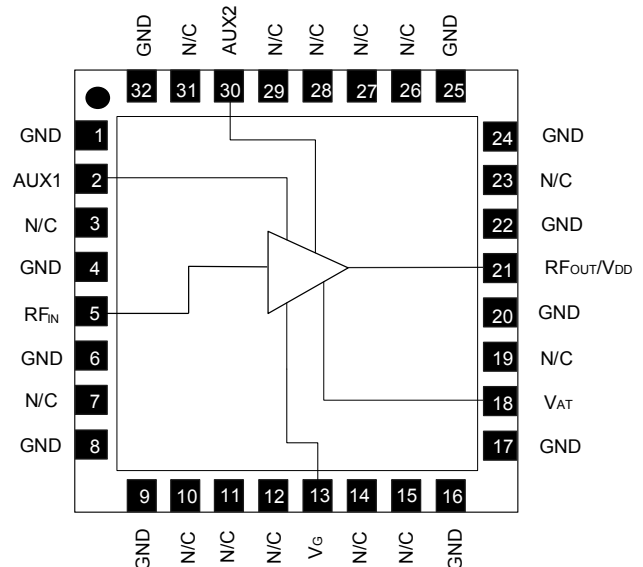 GND N/C AUX2 N/C N/C N/C N/C GND
32 31 30 29 28 27 26 25
GND 1
AUX1 2
N/C 3
GND 4
RFIN 5
GND 6
N/C 7
GND 8
24 GND
23 N/C
22 GND
21 RFOUT/VDD
20 GND
19 N/C
18 VAT
17 GND
9 10 11 12 13 14 15 16
GND N/C N/C N/C VG N/C N/C GND